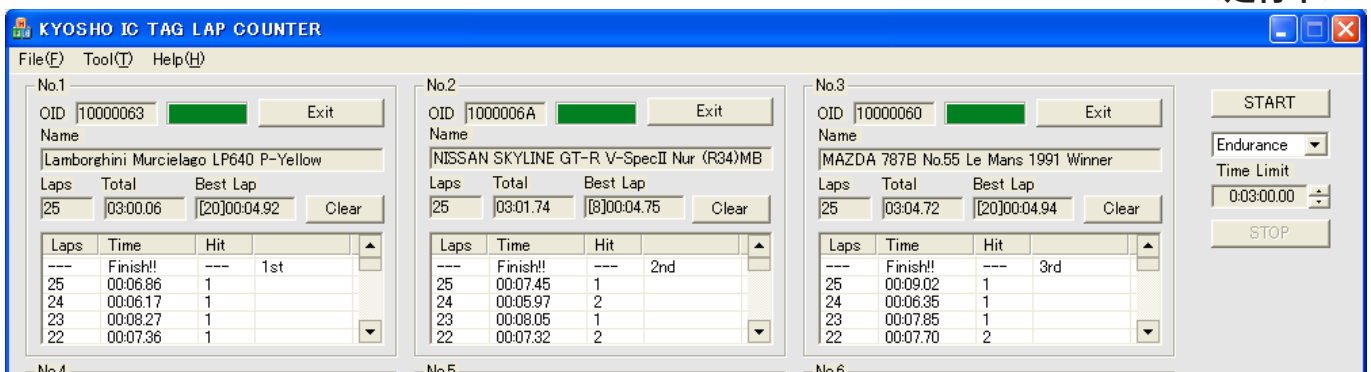 KYOSHO IC TAG LAP COUNTER
File(F) Tool(T) Help(H)
No.1
OID 10000063 Exit
Name
Lamborghini Murcielago LP640 P-Yellow
Laps Total Best Lap
25 03:00.06 [20]00:04.92 Clear
Laps Time Hit
--- Finish!! --- 1st
25 00:06.86 1
24 00:06.17 1
23 00:08.27 1
22 00:07.36 1
No.2
OID 1000006A Exit
Name
NISSAN SKYLINE GT-R V-SpecⅡ Nur (R34)MB
Laps Total Best Lap
25 03:01.74 [8]00:04.75 Clear
Laps Time Hit
--- Finish!! --- 2nd
25 00:07.45 1
24 00:05.97 2
23 00:08.05 1
22 00:07.32 2
No.3
OID 10000060 Exit
Name
MAZDA 787B No.55 Le Mans 1991 Winner
Laps Total Best Lap
25 03:04.72 [20]00:04.94 Clear
Laps Time Hit
--- Finish!! --- 3rd
25 00:09.02 1
24 00:06.35 1
23 00:07.85 1
22 00:07.70 2
START
Endurance
Time Limit
0:03:00.00
STOP
No.4
No.5
No.6